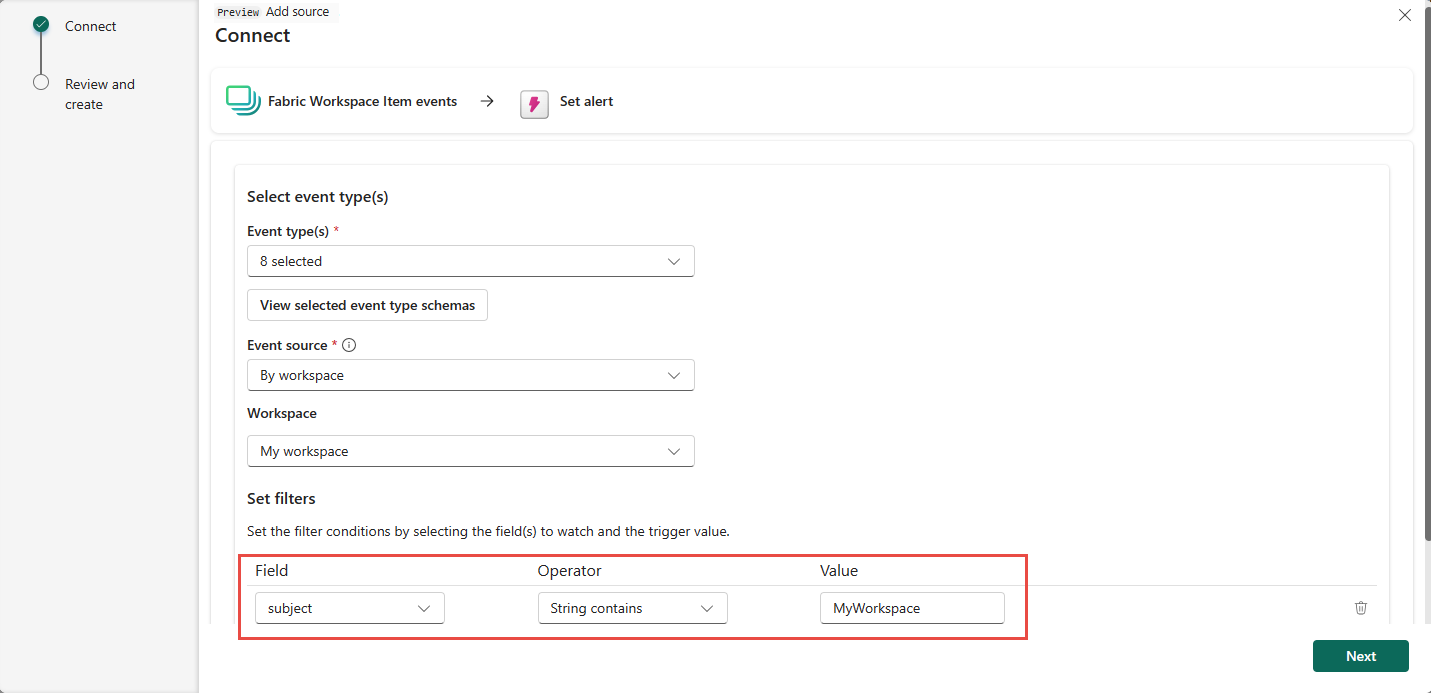 Connect
Review and
create
Preview Add source
Connect
Fabric Workspace Item events
Set alert
Select event type(s)
Event type(s) *
8 selected
View selected event type schemas
Event source *
By workspace
Workspace
My workspace
Set filters
Set the filter conditions by selecting the field(s) to watch and the trigger value.
Field Operator Value
subject String contains MyWorkspace
Next